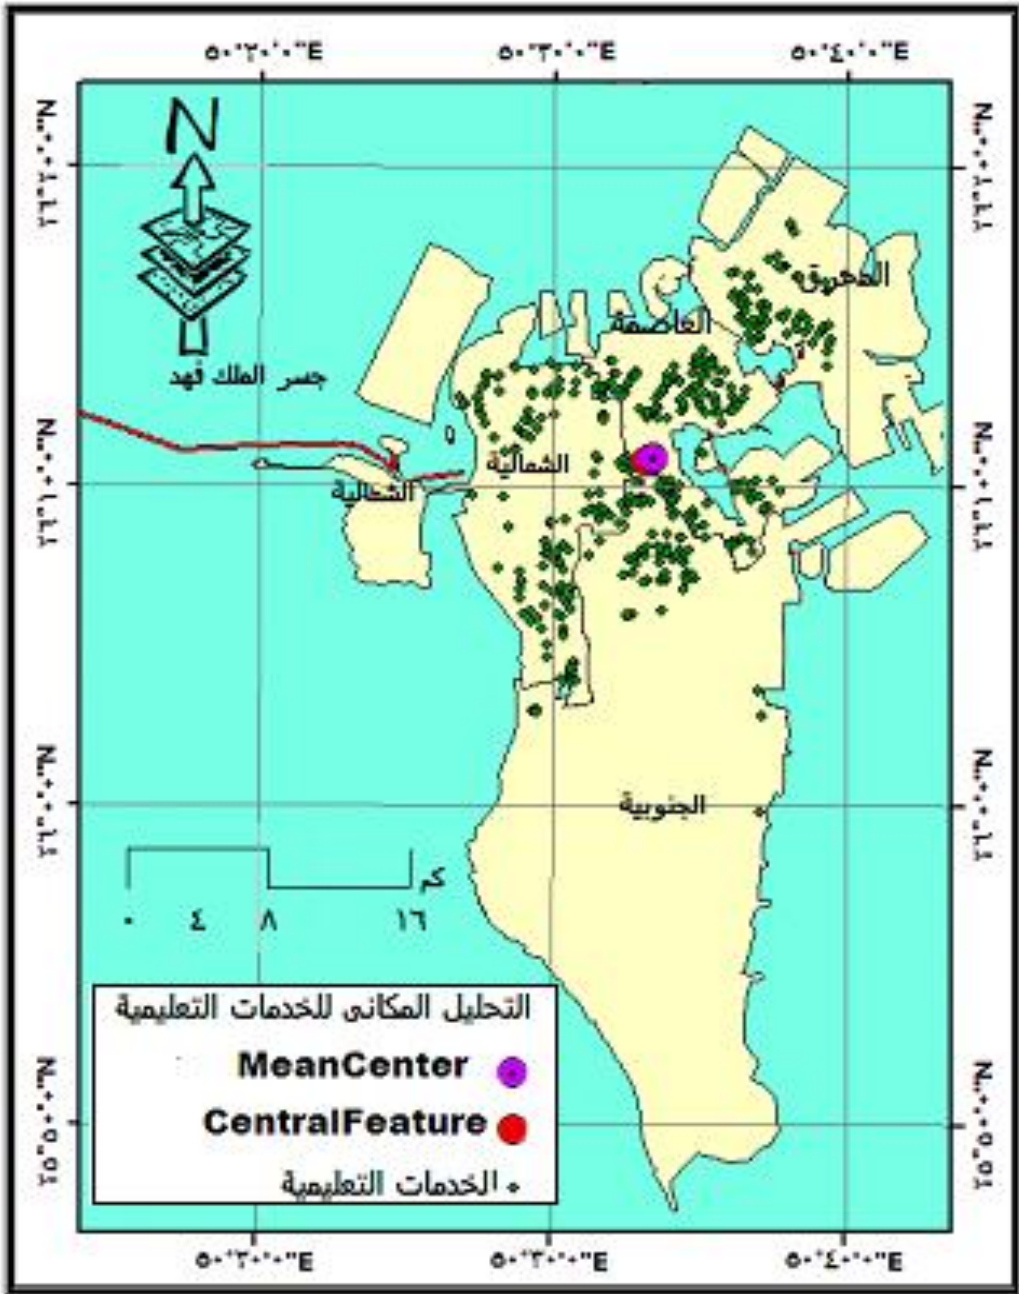 ٥٠°٢٠'٠"E ٥٠°٣٠'٠"E ٥٠°٤٠'٠"E
N
المحرق
العاصمة
جسر الملك فهد
الشمالية
الشمالية
الجنوبية
كم
٠ ٤ ٨ ١٦
التحليل المكانى للخدمات التعليمية
MeanCenter
CentralFeature
الخدمات التعليمية
٥٠°٢٠'٠"E ٥٠°٣٠'٠"E ٥٠°٤٠'٠"E